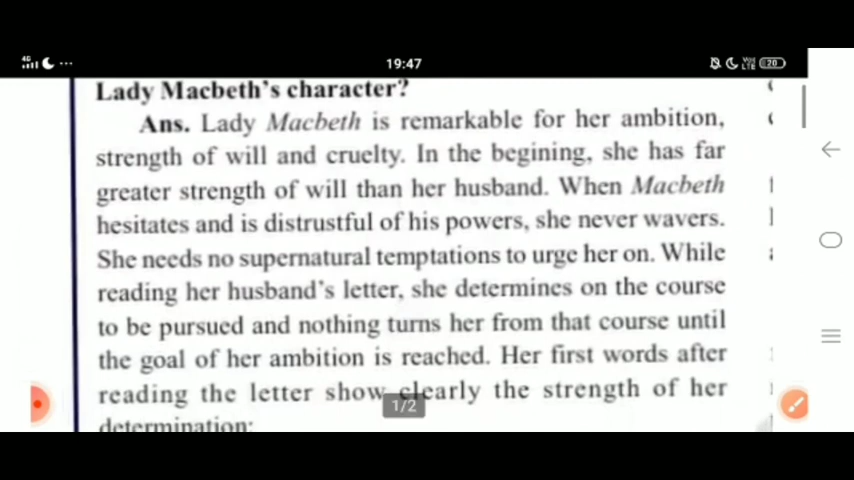 4G 19:47 Vo) LTE 20
Lady Macbeth's character?
Ans. Lady Macbeth is remarkable for her ambition,
strength of will and cruelty. In the begining, she has far
greater strength of will than her husband. When Macbeth
hesitates and is distrustful of his powers, she never wavers.
She needs no supernatural temptations to urge her on. While
reading her husband's letter, she determines on the course
to be pursued and nothing turns her from that course until
the goal of her ambition is reached. Her first words after
reading the letter show clearly the strength of her
1/2
determination: